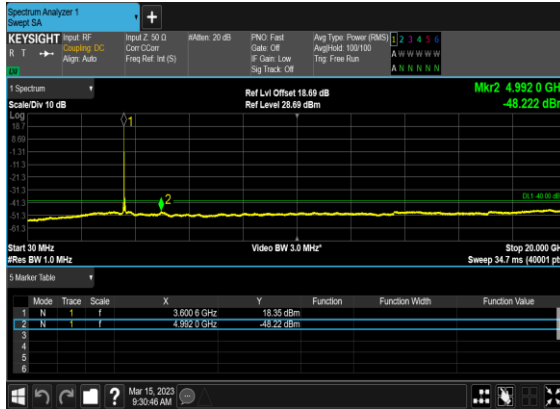 Spectrum Analyzer 1
Swept SA
+
KEYSIGHT Input: RF Input Z: 50 Ω #Atten: 20 dB PNO: Fast Avg Type: Power (RMS) 1 2 3 4 5 6
R T Coupling: DC Corr CCorr Gate: Off Avg|Hold: 100/100 A W W W W W
Align: Auto Freq Ref: Int (S) IF Gain: Low Trig: Free Run
LU Sig Track: Off A N N N N N
1 Spectrum Ref Lvl Offset 18.69 dB Mkr2 4.992 0 GH
Scale/Div 10 dB Ref Level 28.69 dBm -48.222 dBm
Log
18.7
8.69
-1.31
-11.3
-21.3
-31.3
-41.3
-51.3
-61.3
1
2
DL1 -40.00 dB
Start 30 MHz Video BW 3.0 MHz* Stop 20.000 GH
#Res BW 1.0 MHz Sweep 34.7 ms (40001 pts
5 Marker Table
Mode Trace Scale X Y Function Function Width Function Value
1 N 1 f 3.600 6 GHz 18.35 dBm
2 N 1 f 4.992 0 GHz -48.22 dBm
3
4
5
6
? Mar 15, 2023
9:30:46 AM